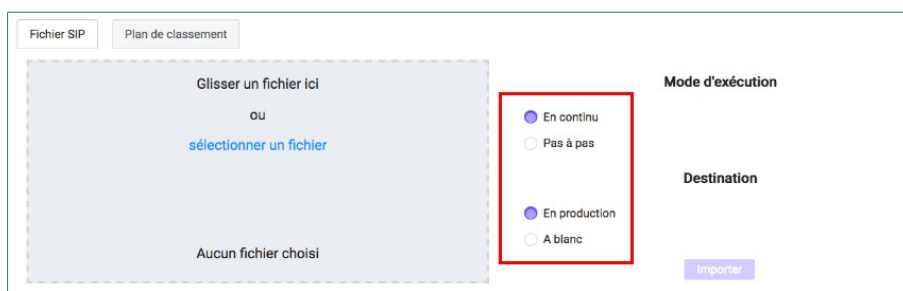 Fichier SIP
Plan de classement
Glisser un fichier ici
ou
sélectionner un fichier
Aucun fichier choisi
Mode d'exécution
En continu
Pas à pas
Destination
En production
A blanc
Importer